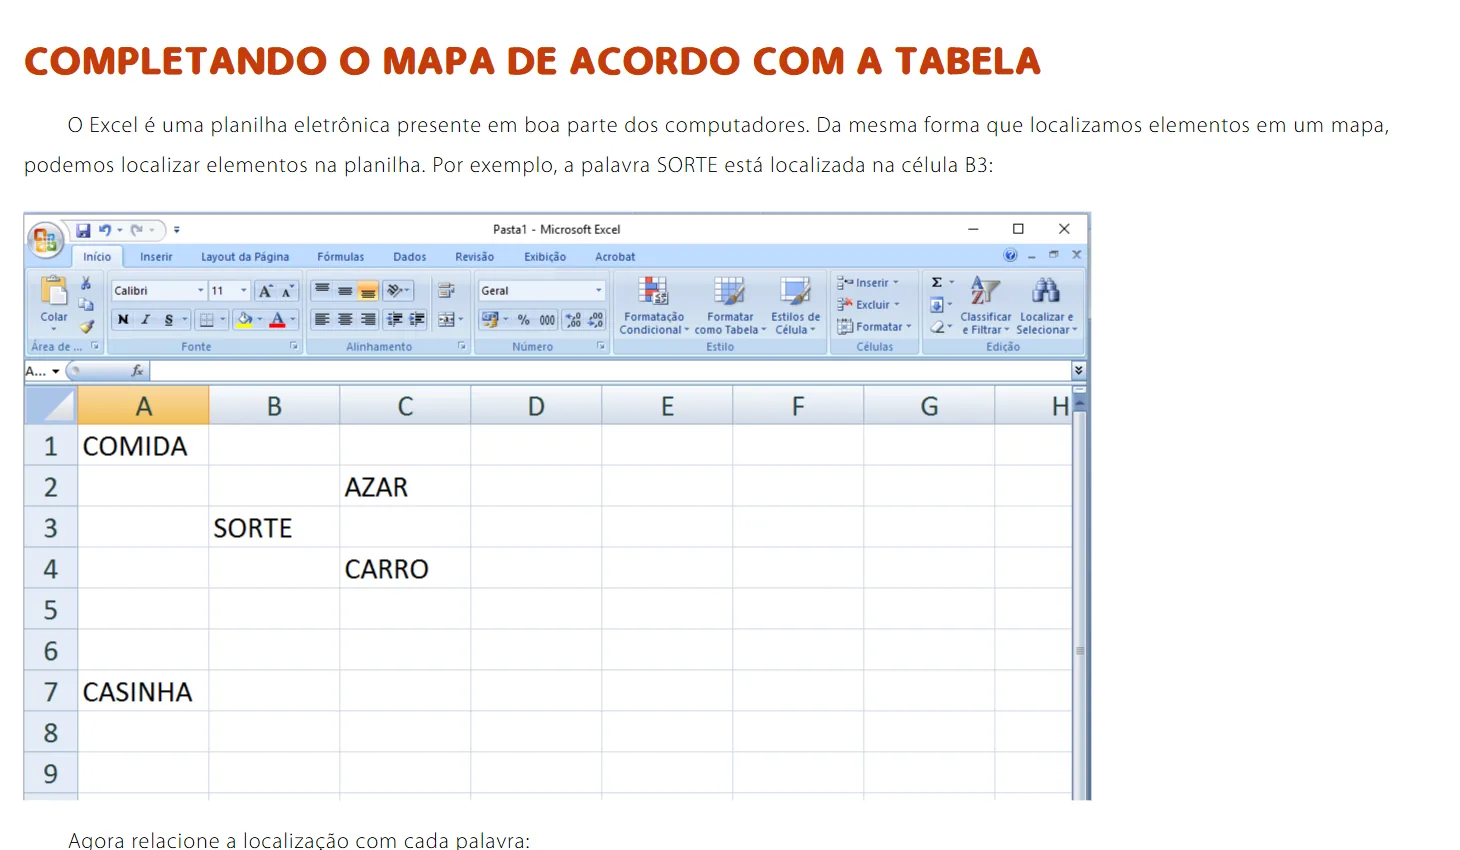 COMPLETANDO O MAPA DE ACORDO COM A TABELA
O Excel é uma planilha eletrônica presente em boa parte dos computadores. Da mesma forma que localizamos elementos em um mapa,
podemos localizar elementos na planilha. Por exemplo, a palavra SORTE está localizada na célula B3:
Pasta1 - Microsoft Excel
Início Inserir Layout da Página Fórmulas Dados Revisão Exibição Acrobat
Colar
Calibri 11
N I S
Geral
% 000
Formatação Condicional
Formatar como Tabela
Estilos de Célula
Inserir
Excluir
Formatar
Σ
Classificar e Filtrar
Localizar e Selecionar
Área de ... Fonte Alinhamento Número Estilo Células Edição
A... fx
A B C D E F G H
1 COMIDA
2 AZAR
3 SORTE
4 CARRO
5
6
7 CASINHA
8
9
Agora relacione a localização com cada palavra: